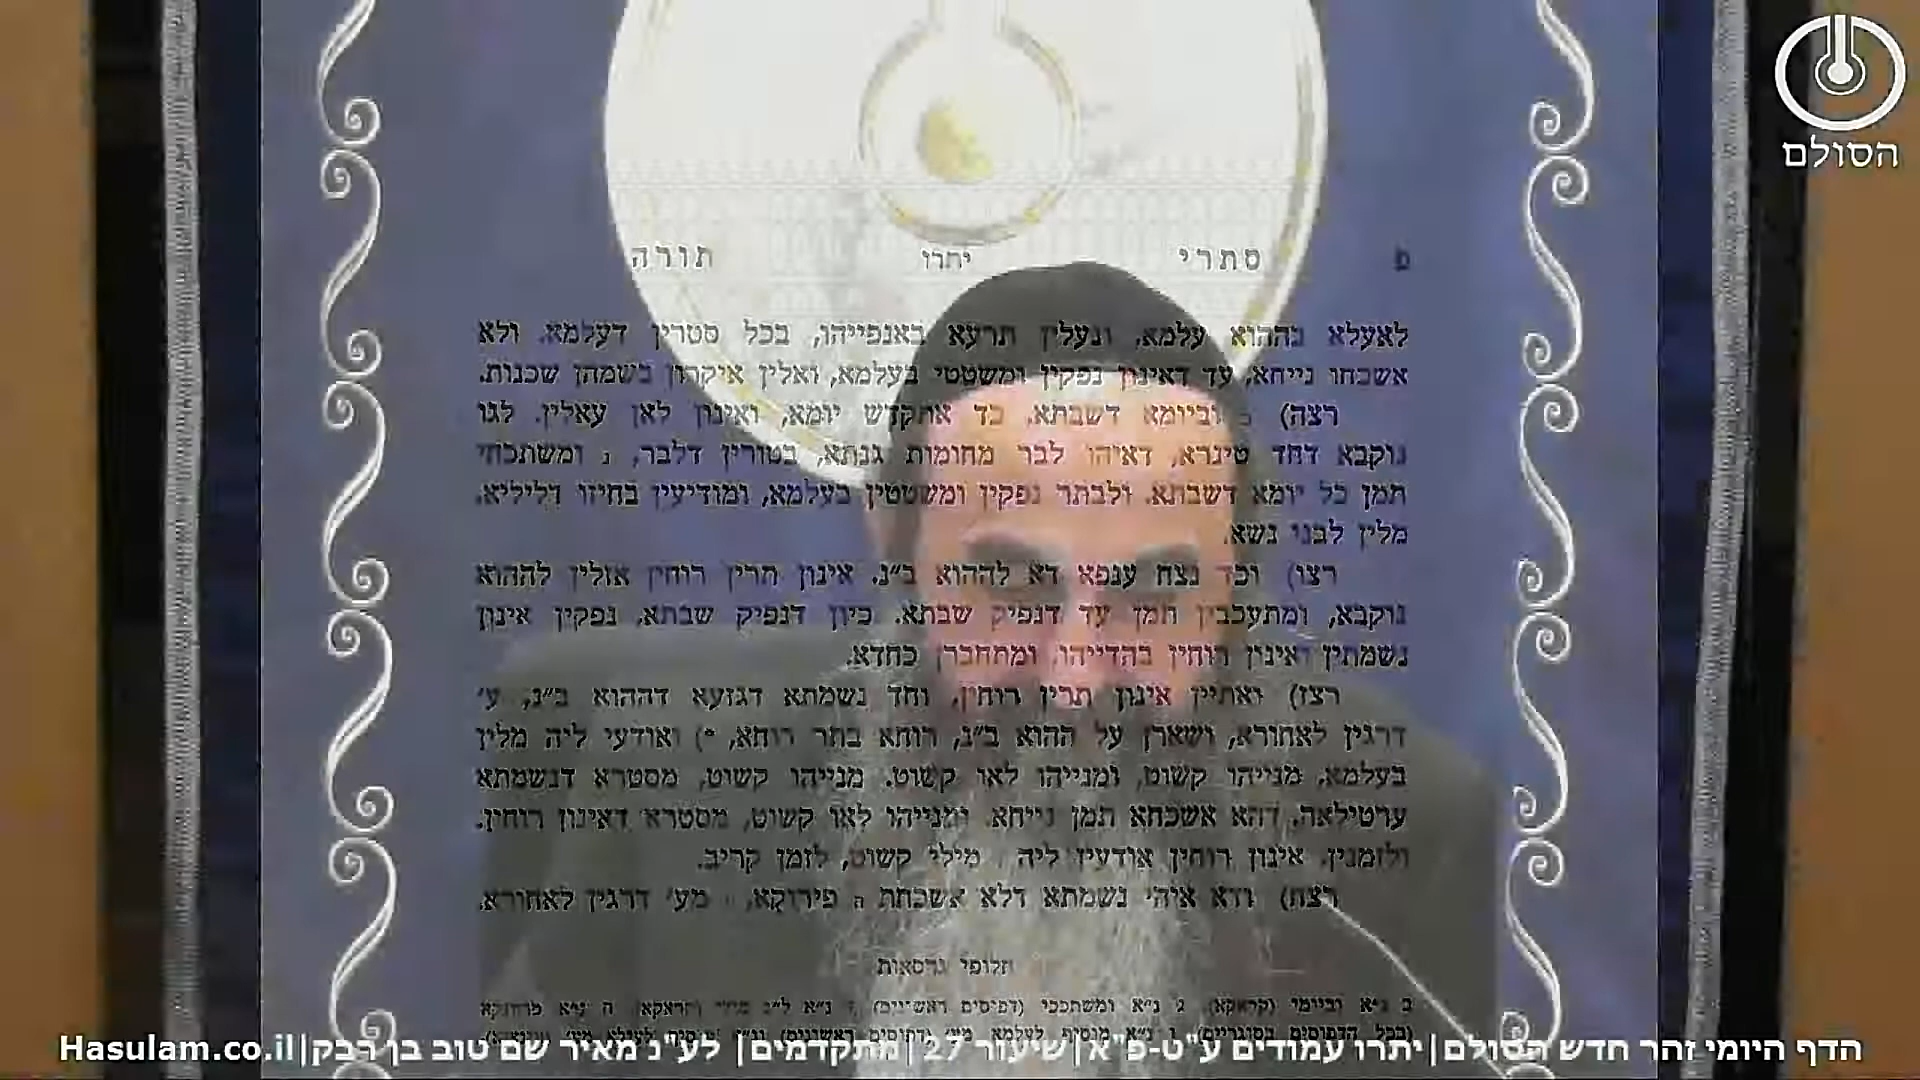 הסולם
פ סתרי יתרו תורה
לאעלא בההוא עלמא, ונעלין תרעא באנפייהו, בכל סטרין דעלמא. ולא
אשכחו נייחא, עד דאינון נפקין ומשטטי בעלמא, ואלין איקרון בשמהן שכנות.
רצה) וביומא דשבתא, כד אתקדש יומא, ואינון לאן עאלין. לגו
נוקבא דחד טינרא, דאיהו לבר מחומות גנתא, בטורין דלבר, ומשתכחי
תמן כל יומא דשבתא. ולבתר נפקין ומשטטין בעלמא, ומודיעין בחיזו דליליא,
מלין לבני נשא.
רצו) וכד נצח ענפא דא לההוא ב״נ. אינון תרין רוחין אזלין לההוא
נוקבא, ומתעכבין תמן עד דנפיק שבתא. כיון דנפיק שבתא, נפקין אינון
נשמתין ואינון רוחין בהדייהו, ומתחברן כחדא.
רצז) ואתיין אינון תרין רוחין, וחד נשמתא דגזעא דההוא ב״נ, ע׳
דרגין לאחורא, ושארן על ההוא ב״נ, רוחא בתר רוחא, ואודעי ליה מלין
בעלמא, מנייהו קשוט, ומנייהו לאו קשוט. מנייהו קשוט, מסטרא דנשמתא
ערטילאה, דהא אשכחא תמן נייחא. ומנייהו לאו קשוט, מסטרא דאינון רוחין.
ולזמנין, אינון רוחין אודעין ליה מילי קשוט, לזמן קריב.
רצח) ודא איהי נשמתא דלא אשכחת ה פירוקא, מע׳ דרגין לאחורא.
חלופי גרסאות
ג נ״א ומשתככי (דפוסים ראשונים)
הדף היומי זהר חדש הסולם|יתרו עמודים ע"ט-פ"א|שיעור 27|מתקדמים| לע"נ מאיר שם טוב בן רבקק|Hasulam.co.il